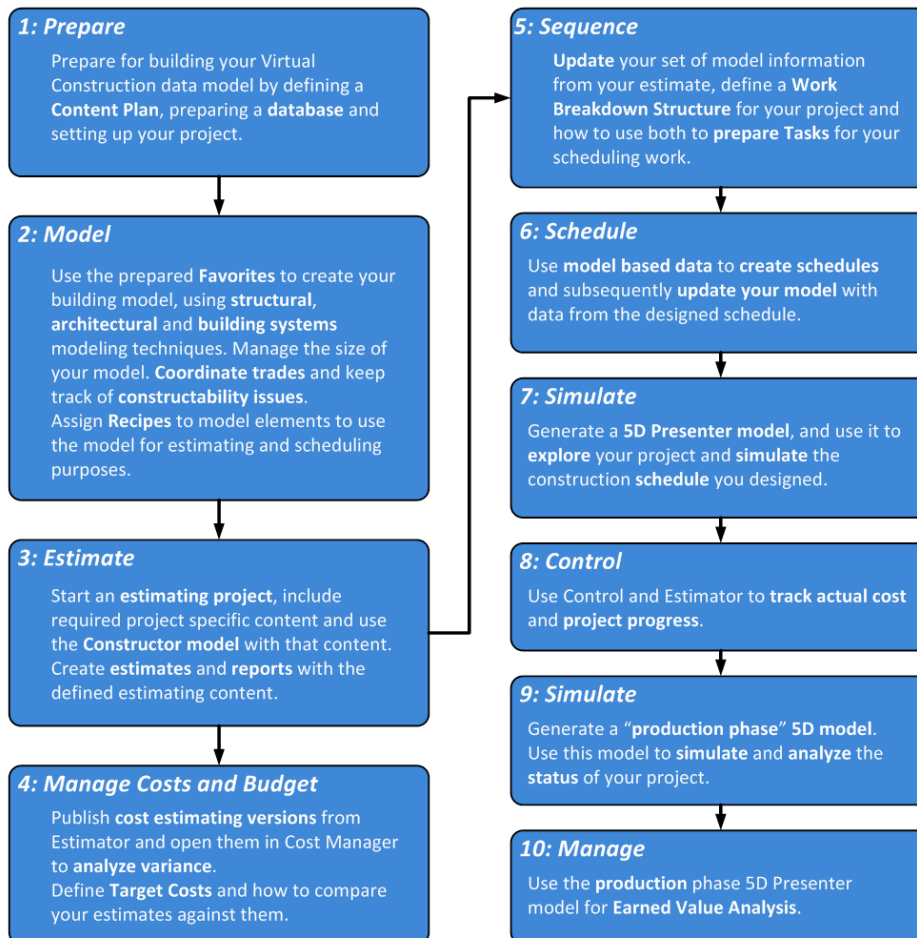 1: Prepare
Prepare for building your Virtual
Construction data model by defining a
Content Plan, preparing a database and
setting up your project.
2: Model
Use the prepared Favorites to create your
building model, using structural,
architectural and building systems
modeling techniques. Manage the size of
your model. Coordinate trades and keep
track of constructability issues.
Assign Recipes to model elements to use
the model for estimating and scheduling
purposes.
3: Estimate
Start an estimating project, include
required project specific content and use
the Constructor model with that content.
Create estimates and reports with the
defined estimating content.
4: Manage Costs and Budget
Publish cost estimating versions from
Estimator and open them in Cost Manager
to analyze variance.
Define Target Costs and how to compare
your estimates against them.
5: Sequence
Update your set of model information
from your estimate, define a Work
Breakdown Structure for your project and
how to use both to prepare Tasks for your
scheduling work.
6: Schedule
Use model based data to create schedules
and subsequently update your model with
data from the designed schedule.
7: Simulate
Generate a 5D Presenter model, and use it to
explore your project and simulate the
construction schedule you designed.
8: Control
Use Control and Estimator to track actual cost
and project progress.
9: Simulate
Generate a “production phase” 5D model.
Use this model to simulate and analyze the
status of your project.
10: Manage
Use the production phase 5D Presenter
model for Earned Value Analysis.